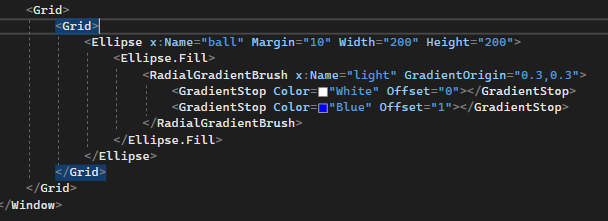 <Grid>
<Grid>
<Ellipse x:Name="ball" Margin="10" Width="200" Height="200">
<Ellipse.Fill>
<RadialGradientBrush x:Name="light" GradientOrigin="0.3,0.3">
<GradientStop Color="White" Offset="0"></GradientStop>
<GradientStop Color="Blue" Offset="1"></GradientStop>
</RadialGradientBrush>
</Ellipse.Fill>
</Ellipse>
</Grid>
</Grid>
</Window>